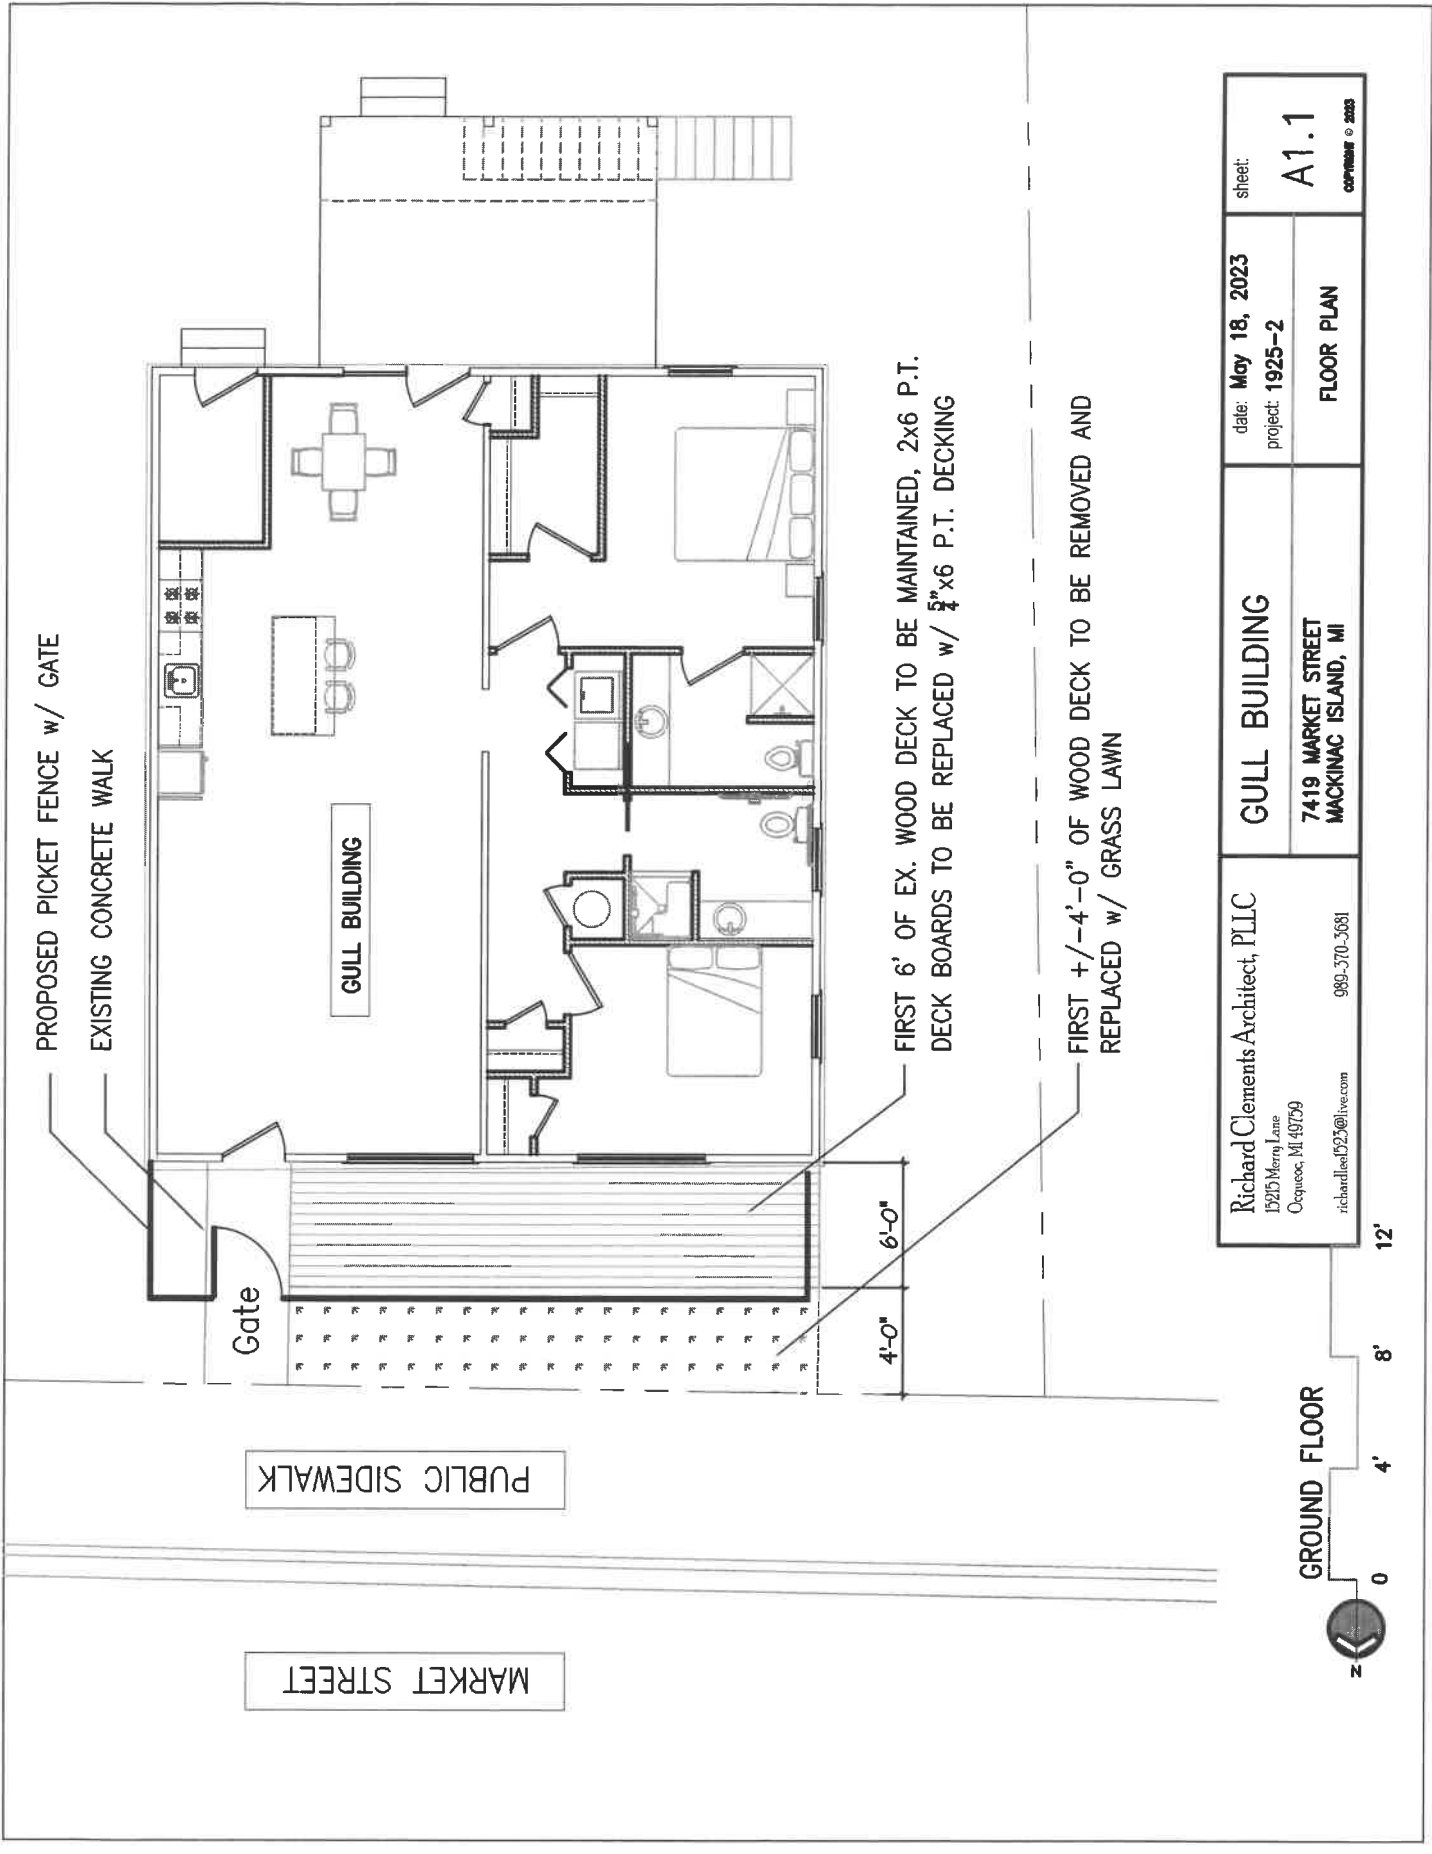 PROPOSED PICKET FENCE w/ GATE
EXISTING CONCRETE WALK
GULL BUILDING
Gate
PUBLIC SIDEWALK
MARKET STREET
FIRST 6' OF EX. WOOD DECK TO BE MAINTAINED, 2x6 P.T.
DECK BOARDS TO BE REPLACED w/ 5/4"x6 P.T. DECKING
FIRST +/-4'-0" OF WOOD DECK TO BE REMOVED AND
REPLACED w/ GRASS LAWN
4'-0"
6'-0"
GROUND FLOOR
N
0
4'
8'
12'
Richard Clements Architect, PLLC
15215 Merry Lane
Ocqueoc, MI 49759
richardlee1523@live.com
989-370-3681
GULL BUILDING
7419 MARKET STREET
MACKINAC ISLAND, MI
date: May 18, 2023
project: 1925-2
FLOOR PLAN
sheet:
A1.1
COPYRIGHT © 2023